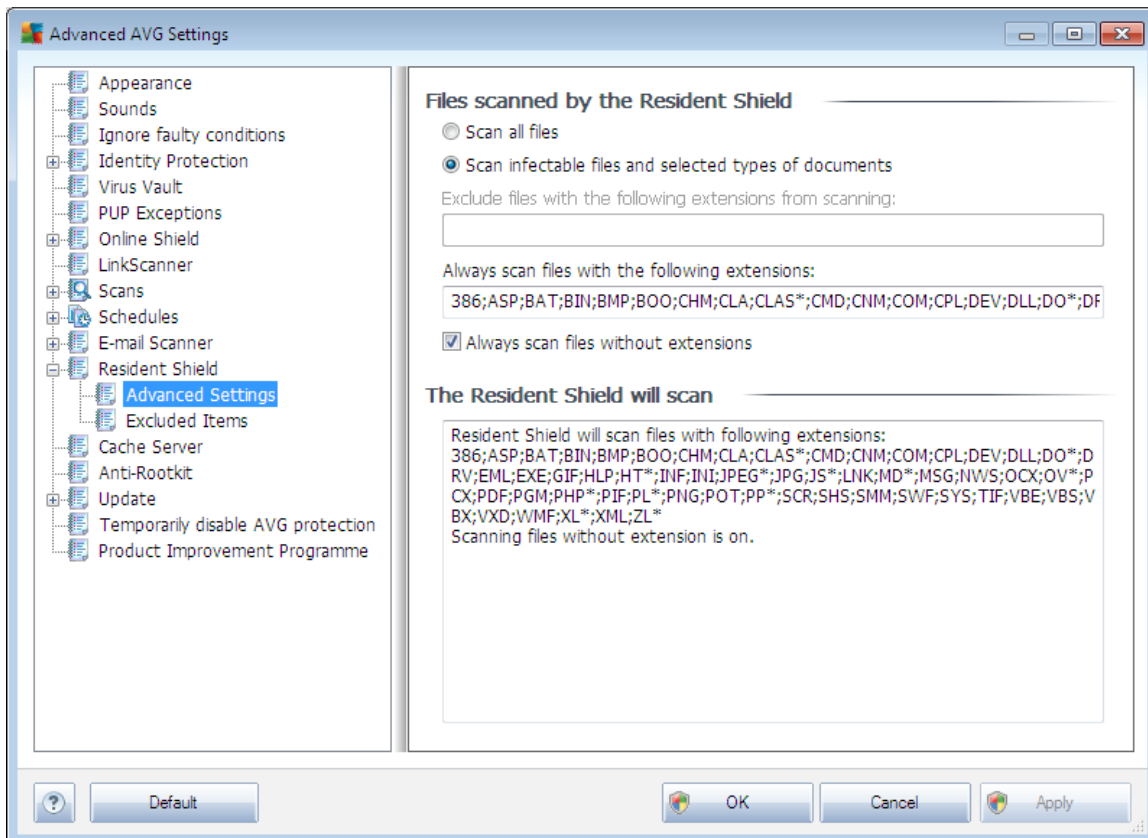 Advanced AVG Settings
Appearance
Sounds
Ignore faulty conditions
Identity Protection
Virus Vault
PUP Exceptions
Online Shield
LinkScanner
Scans
Schedules
E-mail Scanner
Resident Shield
Advanced Settings
Excluded Items
Cache Server
Anti-Rootkit
Update
Temporarily disable AVG protection
Product Improvement Programme
Files scanned by the Resident Shield
Scan all files
Scan infectable files and selected types of documents
Exclude files with the following extensions from scanning:
Always scan files with the following extensions:
386;ASP;BAT;BIN;BMP;BOO;CHM;CLA;CLAS*;CMD;CNM;COM;CPL;DEV;DLL;DO*;DR
Always scan files without extensions
The Resident Shield will scan
Resident Shield will scan files with following extensions:
386;ASP;BAT;BIN;BMP;BOO;CHM;CLA;CLAS*;CMD;CNM;COM;CPL;DEV;DLL;DO*;D
RV;EML;EXE;GIF;HLP;HT*;INF;INI;JPEG*;JPG;JS*;LNK;MD*;MSG;NWS;OCX;OV*;P
CX;PDF;PGM;PHP*;PIF;PL*;PNG;POT;PP*;SCR;SHS;SMM;SWF;SYS;TIF;VBE;VBS;V
BX;VXD;WMF;XL*;XML;ZL*
Scanning files without extension is on.
?
Default
OK
Cancel
Apply